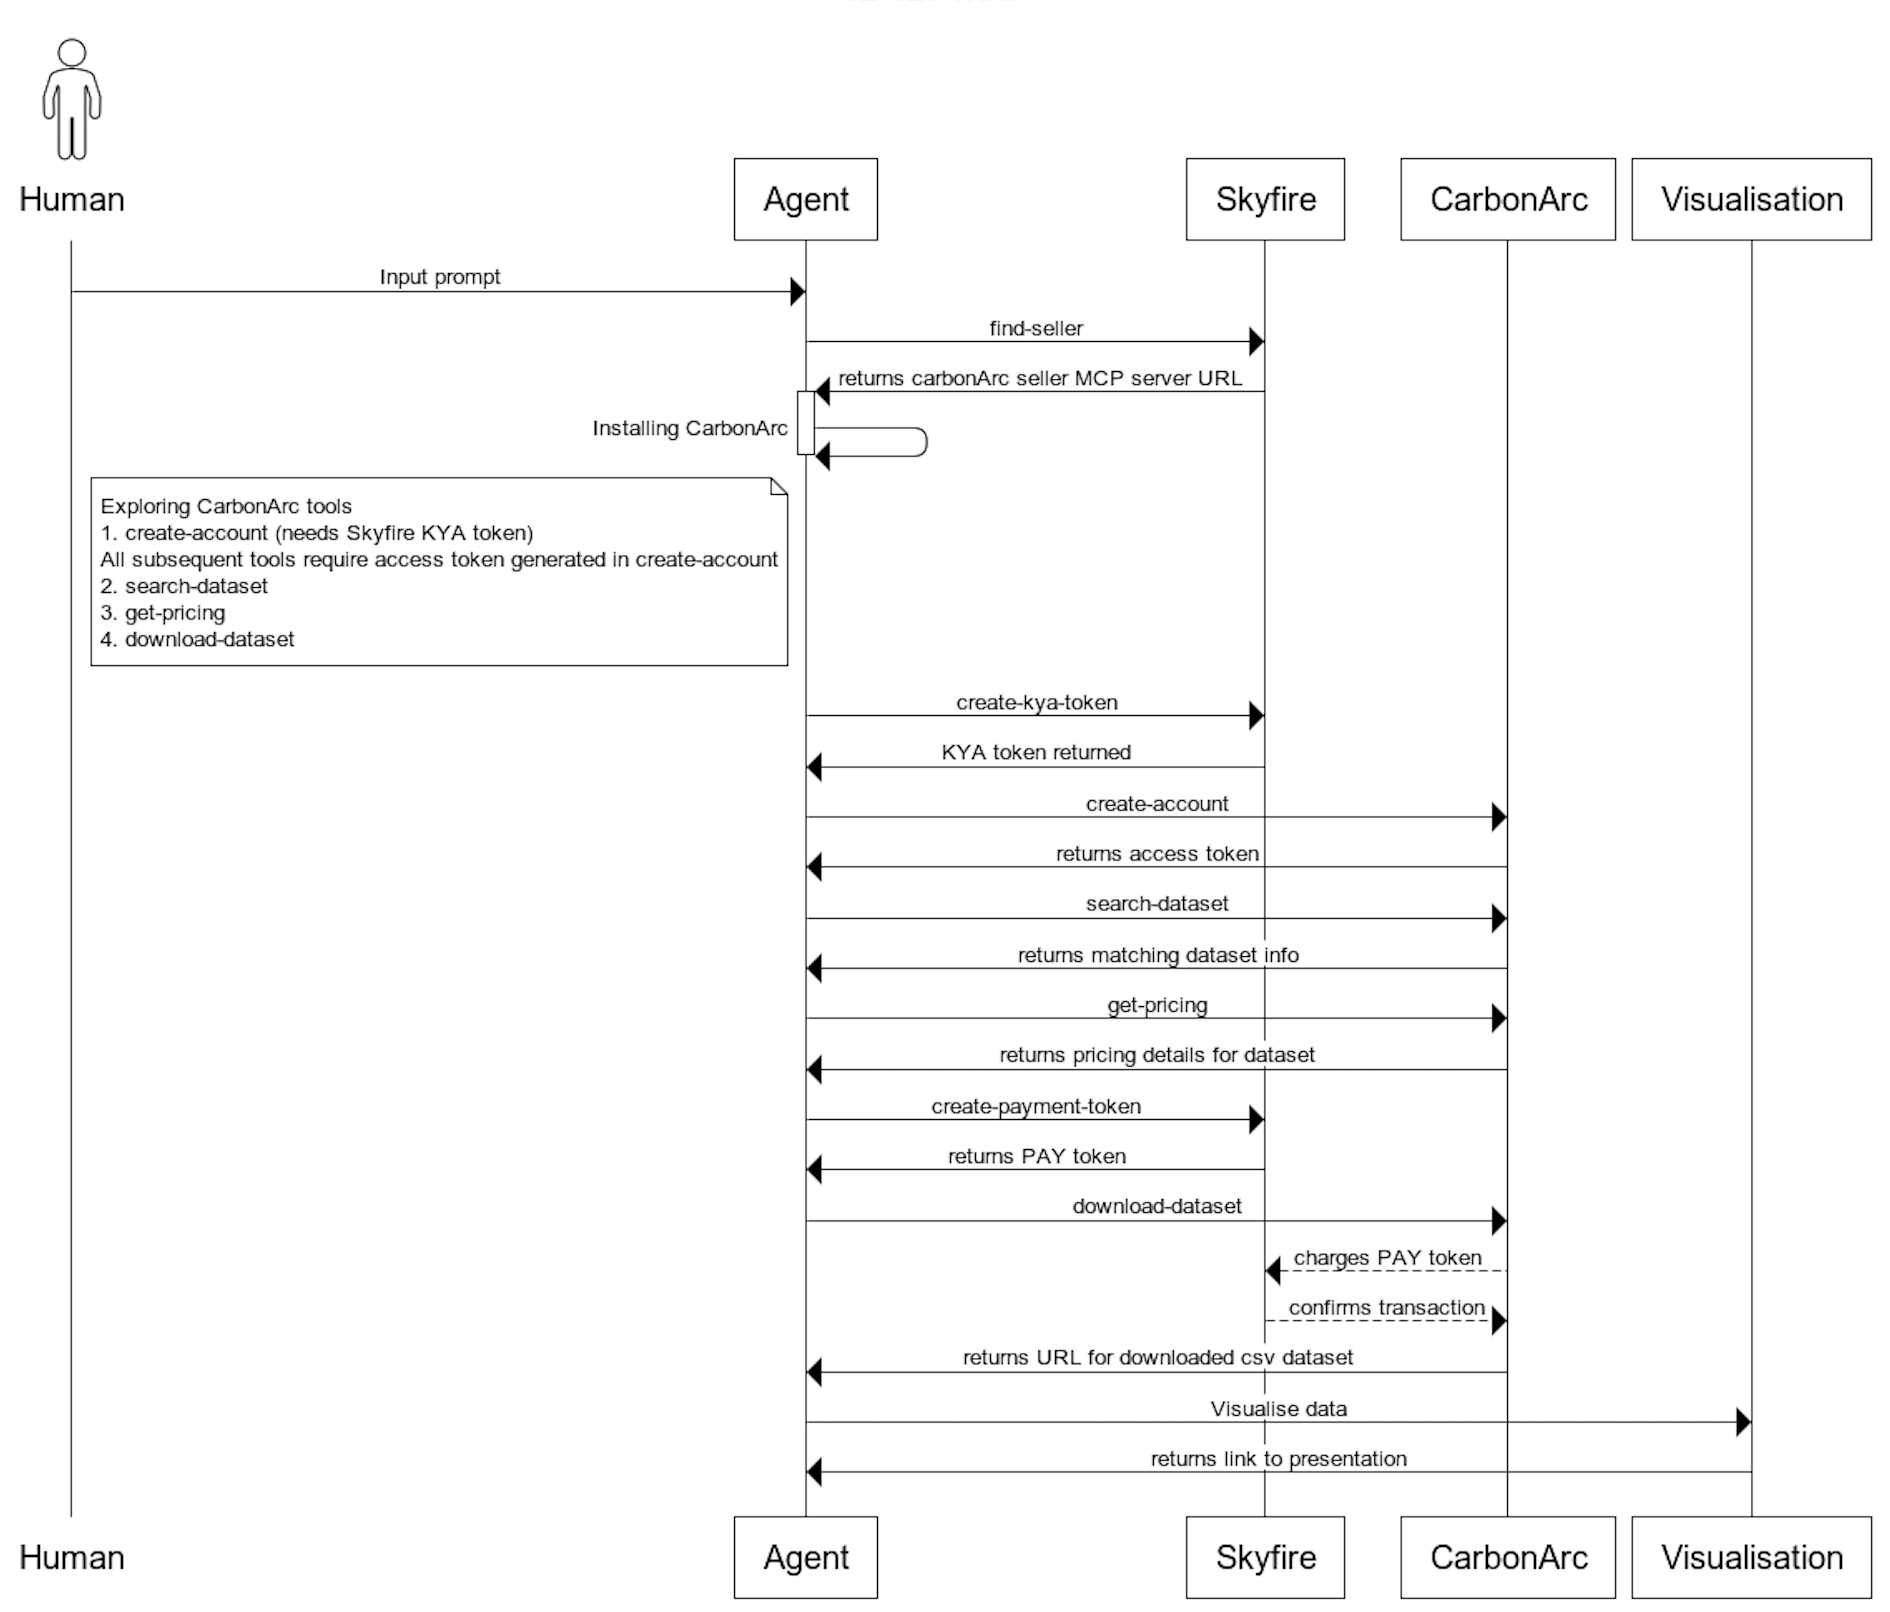 Human
Agent
Skyfire
CarbonArc
Visualisation
Input prompt
find-seller
returns carbonArc seller MCP server URL
Installing CarbonArc
Exploring CarbonArc tools
1. create-account (needs Skyfire KYA token)
All subsequent tools require access token generated in create-account
2. search-dataset
3. get-pricing
4. download-dataset
create-kya-token
KYA token returned
create-account
returns access token
search-dataset
returns matching dataset info
get-pricing
returns pricing details for dataset
create-payment-token
returns PAY token
download-dataset
charges PAY token
confirms transaction
returns URL for downloaded csv dataset
Visualise data
returns link to presentation
Human
Agent
Skyfire
CarbonArc
Visualisation